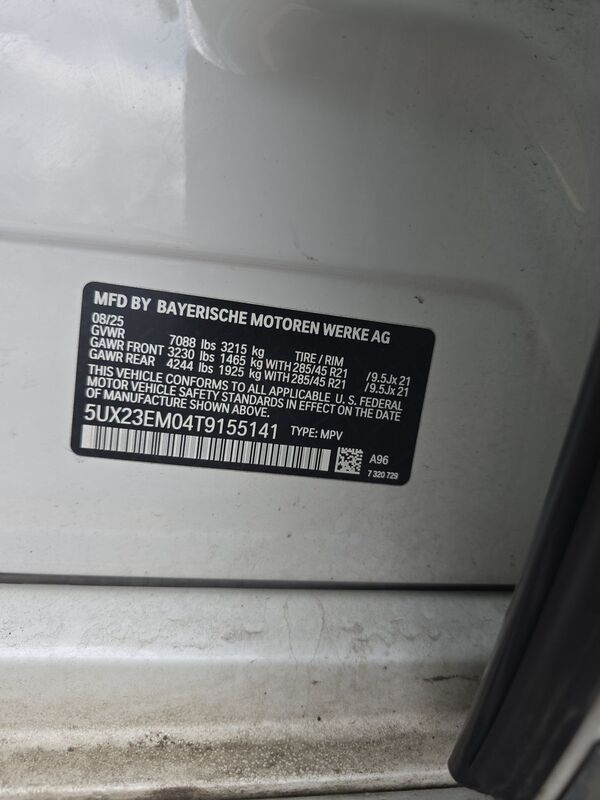 MFD BY BAYERISCHE MOTOREN WERKE AG
08/25
GVWR 7088 lbs 3215 kg TIRE / RIM
GAWR FRONT 3230 lbs 1465 kg WITH 285/45 R21 /9.5Jx 21
GAWR REAR 4244 lbs 1925 kg WITH 285/45 R21 /9.5Jx 21
THIS VEHICLE CONFORMS TO ALL APPLICABLE U.S. FEDERAL
MOTOR VEHICLE SAFETY STANDARDS IN EFFECT ON THE DATE
OF MANUFACTURE SHOWN ABOVE.
5UX23EM04T9155141 TYPE: MPV
A96
7 320 729